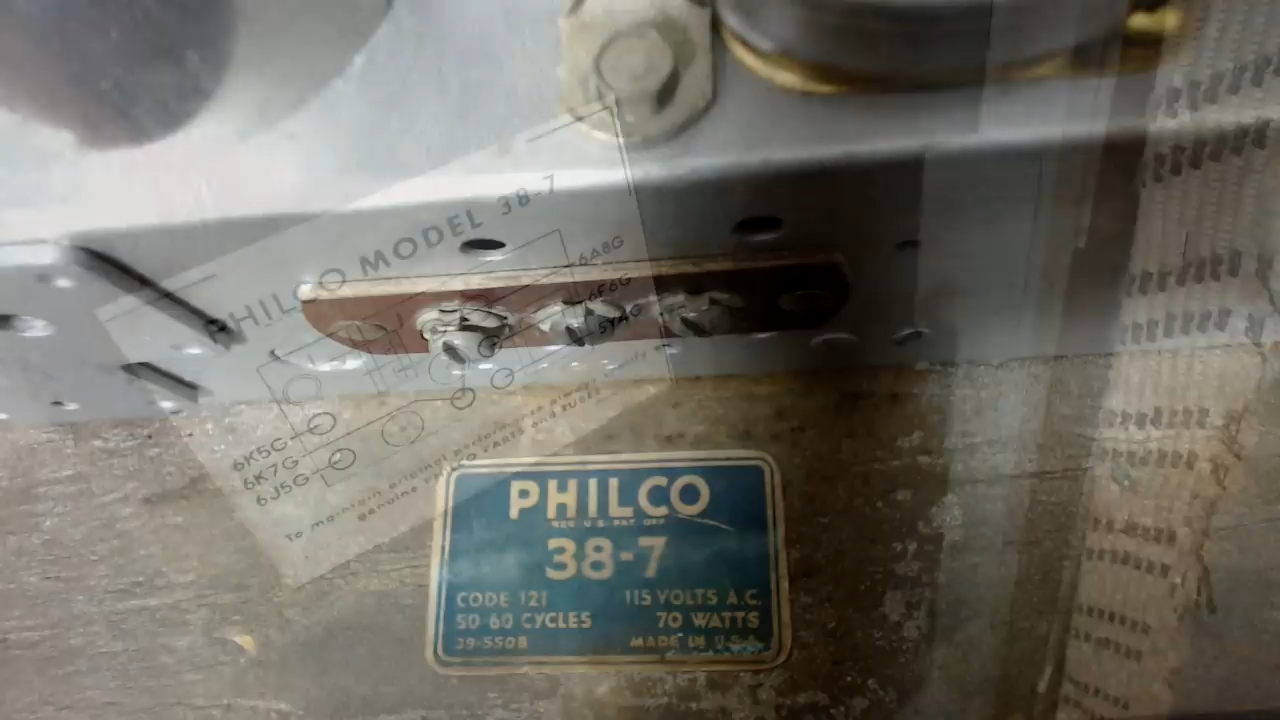 PHILCO MODEL 38-7
6A8G
6F6G
5Y4G
6K5G
6K7G
6J5G
To maintain original performance always
genuine PHILCO PARTS and TUBES
PHILCO
REG U.S. PAT. OFF
38-7
CODE 121 115 VOLTS A.C.
50 60 CYCLES 70 WATTS
39-5508 MADE IN U.S.A.